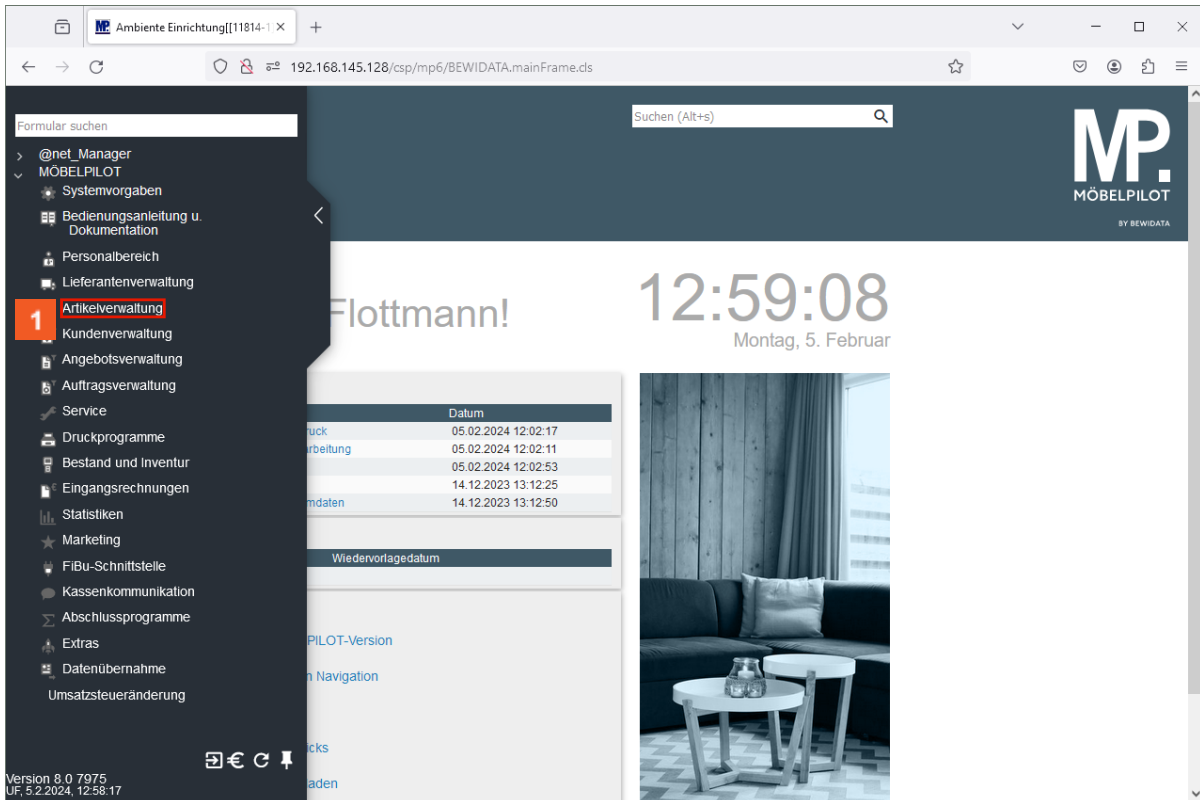 Ambiente Einrichtung[[11814-1
192.168.145.128/csp/mp6/BEWIDATA.mainFrame.cls
Formular suchen
Suchen (Alt+s)
@net_Manager
MÖBELPILOT
Systemvorgaben
Bedienungsanleitung u.
Dokumentation
Personalbereich
Lieferantenverwaltung
1
Artikelverwaltung
Kundenverwaltung
Angebotsverwaltung
Auftragsverwaltung
Service
Druckprogramme
Bestand und Inventur
Eingangsrechnungen
Statistiken
Marketing
FiBu-Schnittstelle
Kassenkommunikation
Abschlussprogramme
Extras
Datenübernahme
Umsatzsteueränderung
Version 8.0 7975
UF, 5.2.2024, 12:58:17
MP.
MÖBELPILOT
BY BEWIDATA
Flottmann!
12:59:08
Montag, 5. Februar
Datum
ruck 05.02.2024 12:02:17
rbeitung 05.02.2024 12:02:11
05.02.2024 12:02:53
14.12.2023 13:12:25
mdaten 14.12.2023 13:12:50
Wiedervorlagedatum
PILOT-Version
n Navigation
icks
aden